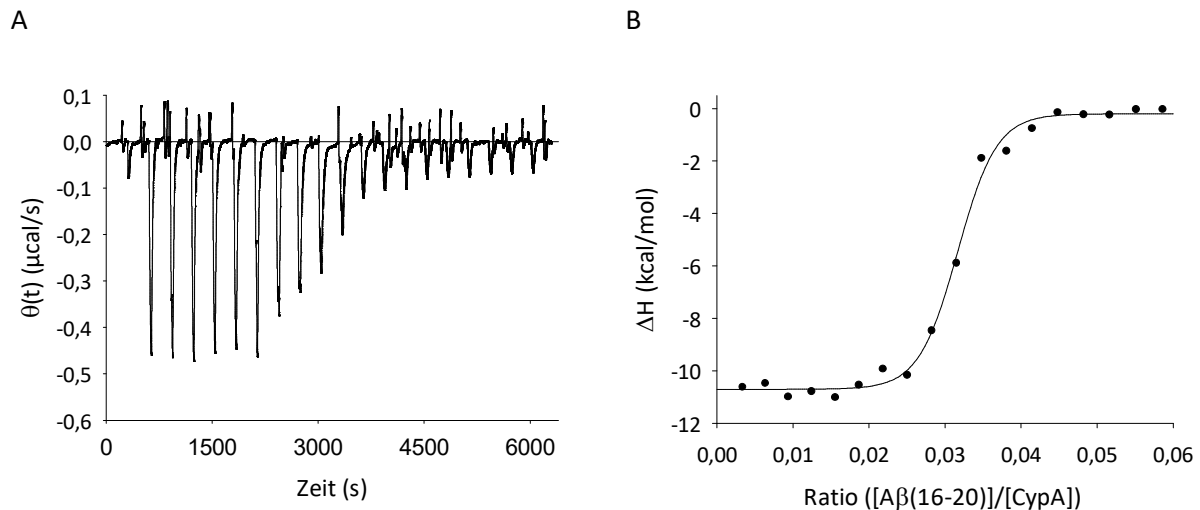 A
B
0,1
0,0
-0,1
-0,2
-0,3
-0,4
-0,5
-0,6
θ(t) (µcal/s)
0 1500 3000 4500 6000
Zeit (s)
0
-2
-4
-6
-8
-10
-12
ΔH (kcal/mol)
0,00 0,01 0,02 0,03 0,04 0,05 0,06
Ratio ([Aβ(16-20)]/[CypA])